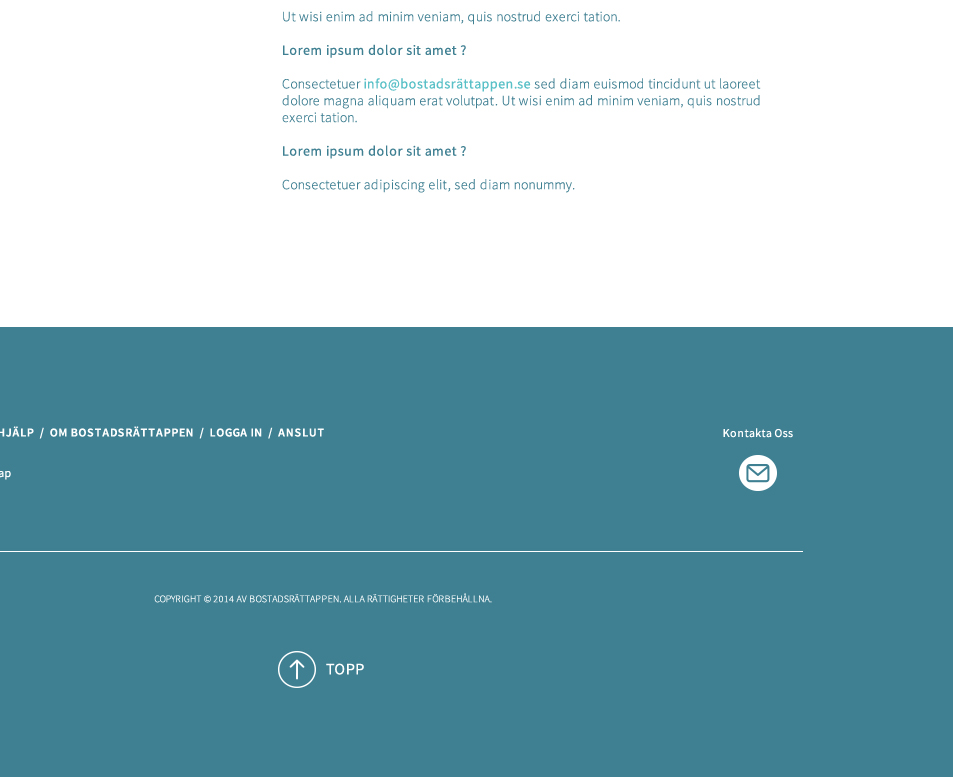 Ut wisi enim ad minim veniam, quis nostrud exerci tation.
Lorem ipsum dolor sit amet ?
Consectetuer info@bostadsrättappen.se sed diam euismod tincidunt ut laoreet
dolore magna aliquam erat volutpat. Ut wisi enim ad minim veniam, quis nostrud
exerci tation.
Lorem ipsum dolor sit amet ?
Consectetuer adipiscing elit, sed diam nonummy.
HJÄLP / OM BOSTADSRÄTTAPPEN / LOGGA IN / ANSLUT
Kontakta Oss
ap
COPYRIGHT © 2014 AV BOSTADSRÄTTAPPEN. ALLA RÄTTIGHETER FÖRBEHÅLLNA.
TOPP